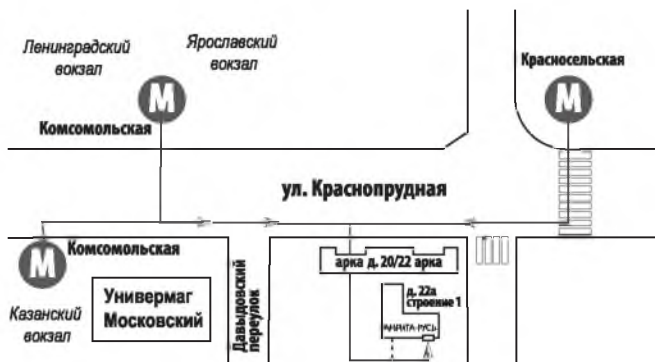 Ленинградский
вокзал
Ярославский
вокзал
М
Комсомольская
Красносельская
М
ул. Краснопрудная
Комсомольская
М
Казанский
вокзал
Универмаг
Московский
Давыдовский
переулок
арка д. 20/22 арка
д. 22а
строение 1